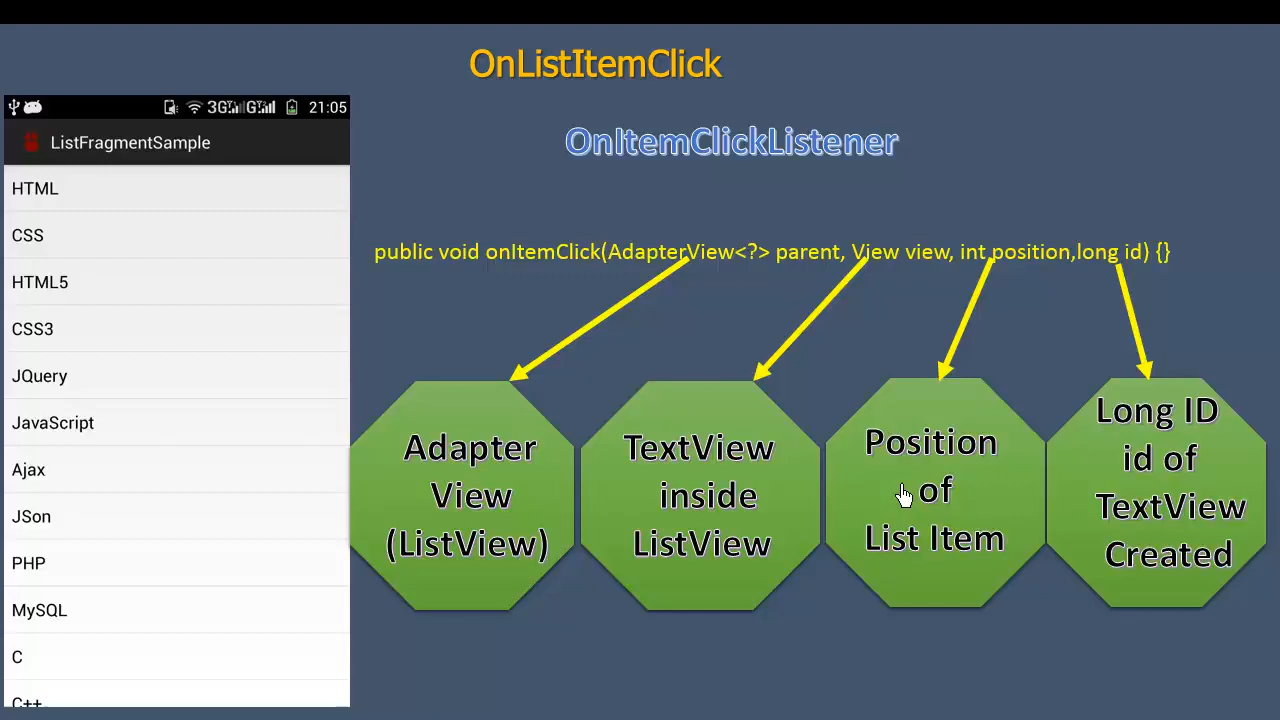 OnListItemClick
OnItemClickListener
3G G 21:05
ListFragmentSample
HTML
CSS
HTML5
CSS3
JQuery
JavaScript
Ajax
JSon
PHP
MySQL
C
C++
public void onItemClick(AdapterView<?> parent, View view, int position,long id) {}
Adapter
View
(ListView)
TextView
inside
ListView
Position
of
List Item
Long ID
id of
TextView
Created